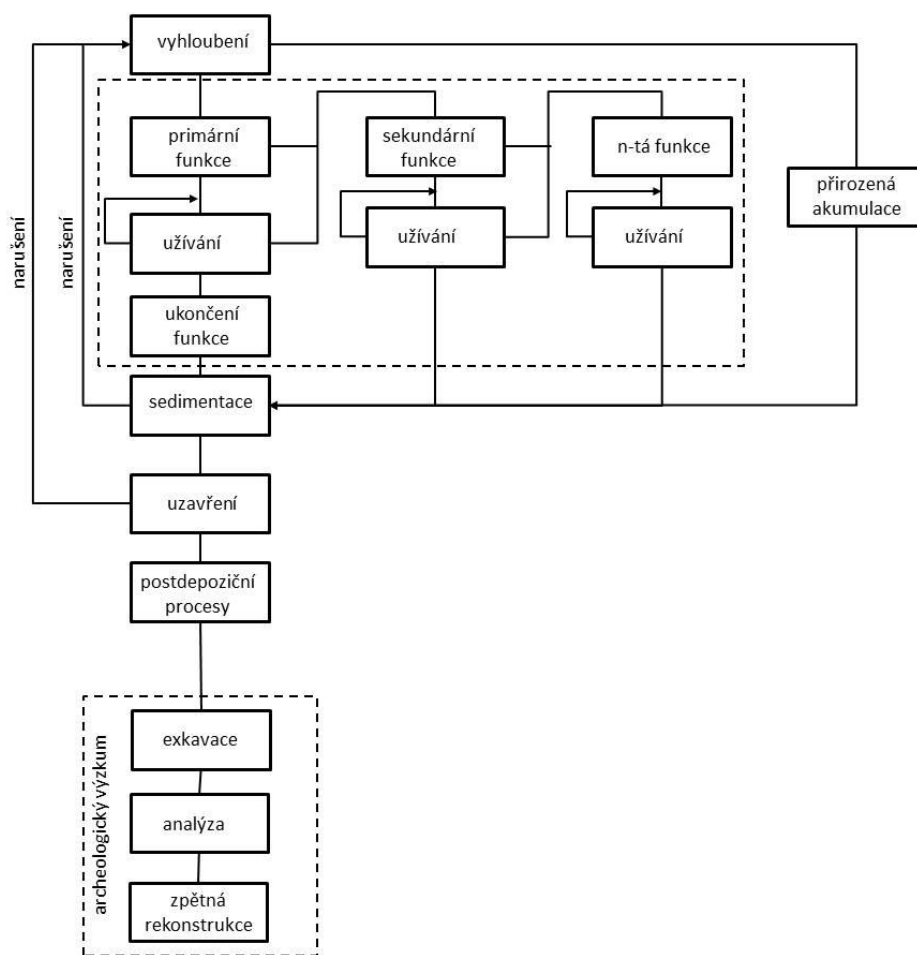 vyhloubení
primární
funkce
sekundární
funkce
n-tá funkce
přirozená
akumulace
užívání
užívání
užívání
narušení
narušení
ukončení
funkce
sedimentace
uzavření
postdepoziční
procesy
archeologický výzkum
exkavace
analýza
zpětná
rekonstrukce